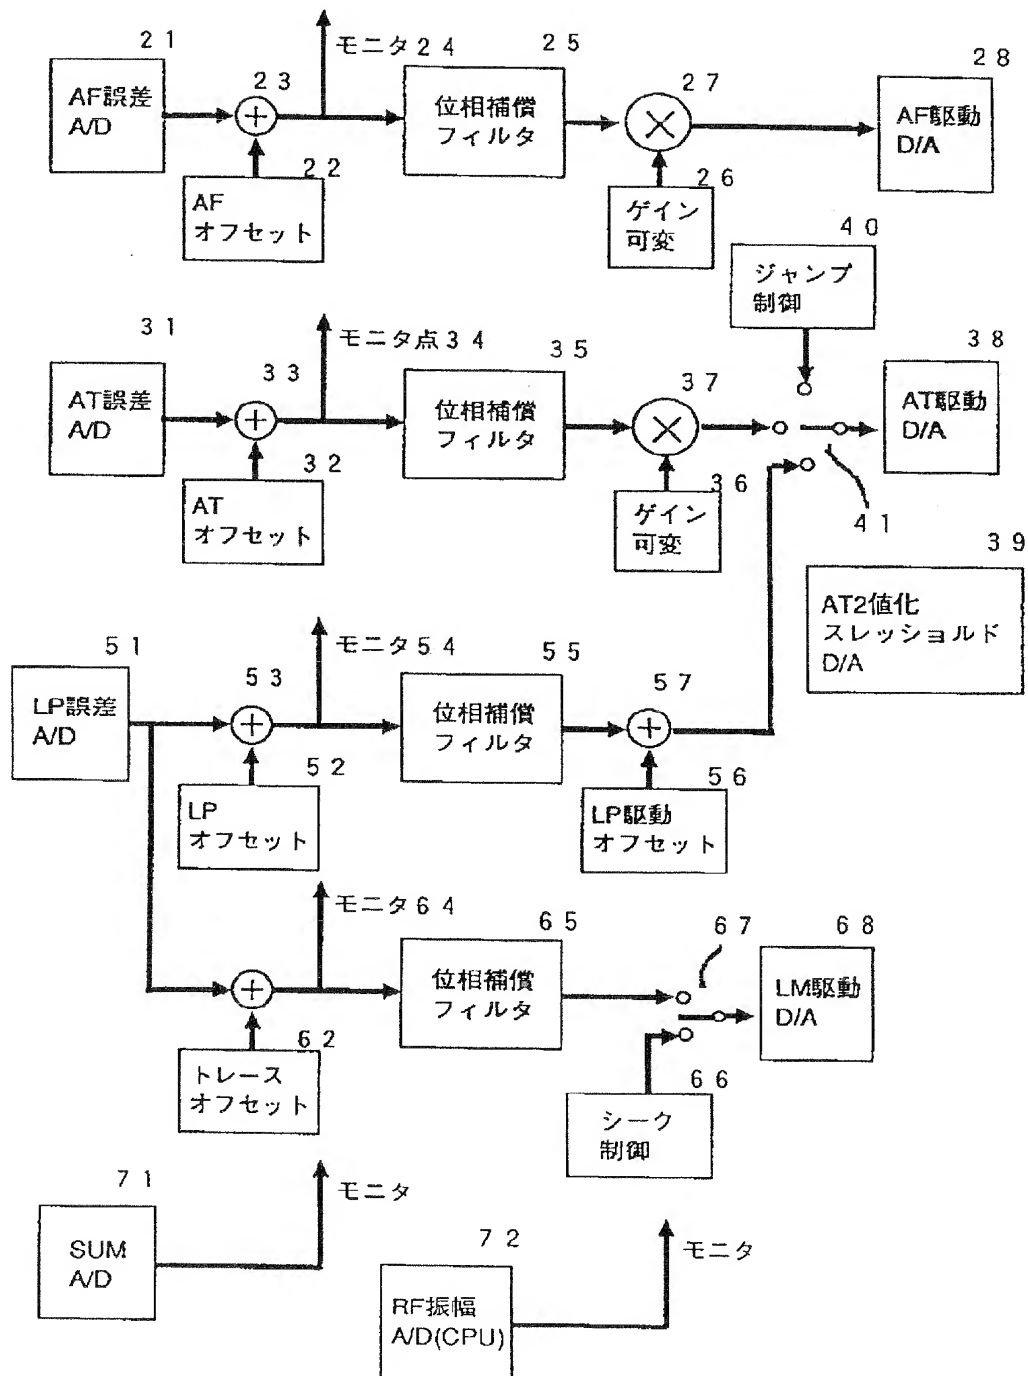 21
AF誤差
A/D
23
モニタ24
25
位相補償
フィルタ
27
28
AF駆動
D/A
22
AF
オフセット
26
ゲイン
可変
40
ジャンプ
制御
31
AT誤差
A/D
33
モニタ点34
35
位相補償
フィルタ
37
38
AT駆動
D/A
32
AT
オフセット
36
ゲイン
可変
41
39
AT2値化
スレッショルド
D/A
51
LP誤差
A/D
53
モニタ54
55
位相補償
フィルタ
57
52
LP
オフセット
56
LP駆動
オフセット
モニタ64
65
位相補償
フィルタ
67
68
LM駆動
D/A
62
トレース
オフセット
66
シーク
制御
71
SUM
A/D
モニタ
72
RF振幅
A/D(CPU)
モニタ